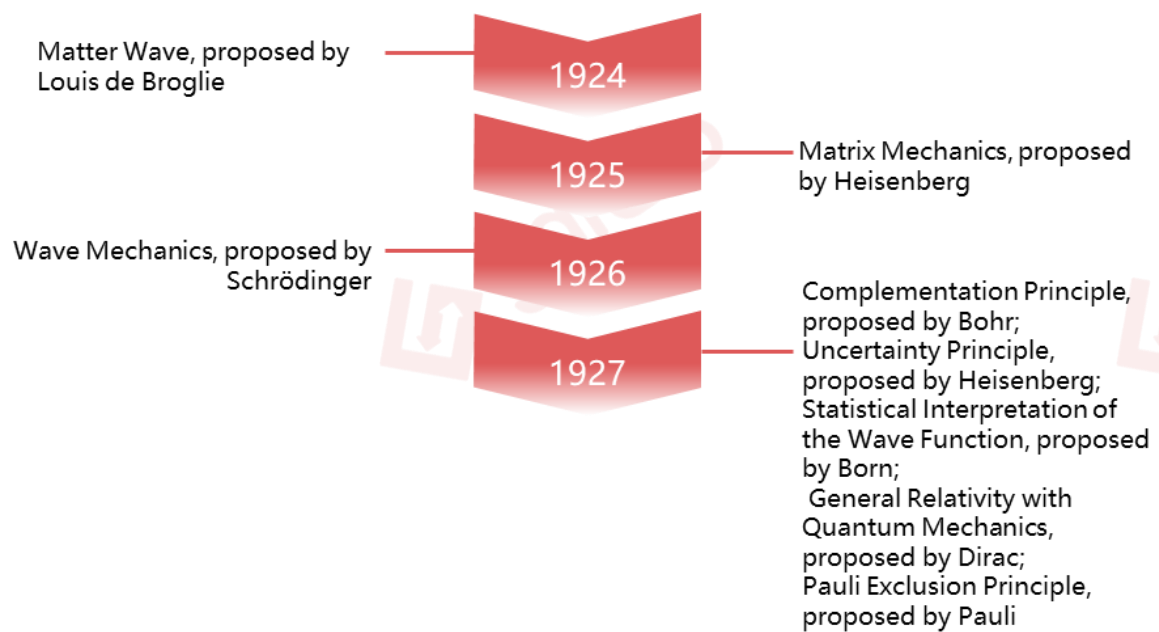 Matter Wave, proposed by
Louis de Broglie
1924
1925
Matrix Mechanics, proposed
by Heisenberg
Wave Mechanics, proposed by
Schrödinger
1926
1927
Complementation Principle,
proposed by Bohr;
Uncertainty Principle,
proposed by Heisenberg;
Statistical Interpretation of
the Wave Function, proposed
by Born;
General Relativity with
Quantum Mechanics,
proposed by Dirac;
Pauli Exclusion Principle,
proposed by Pauli